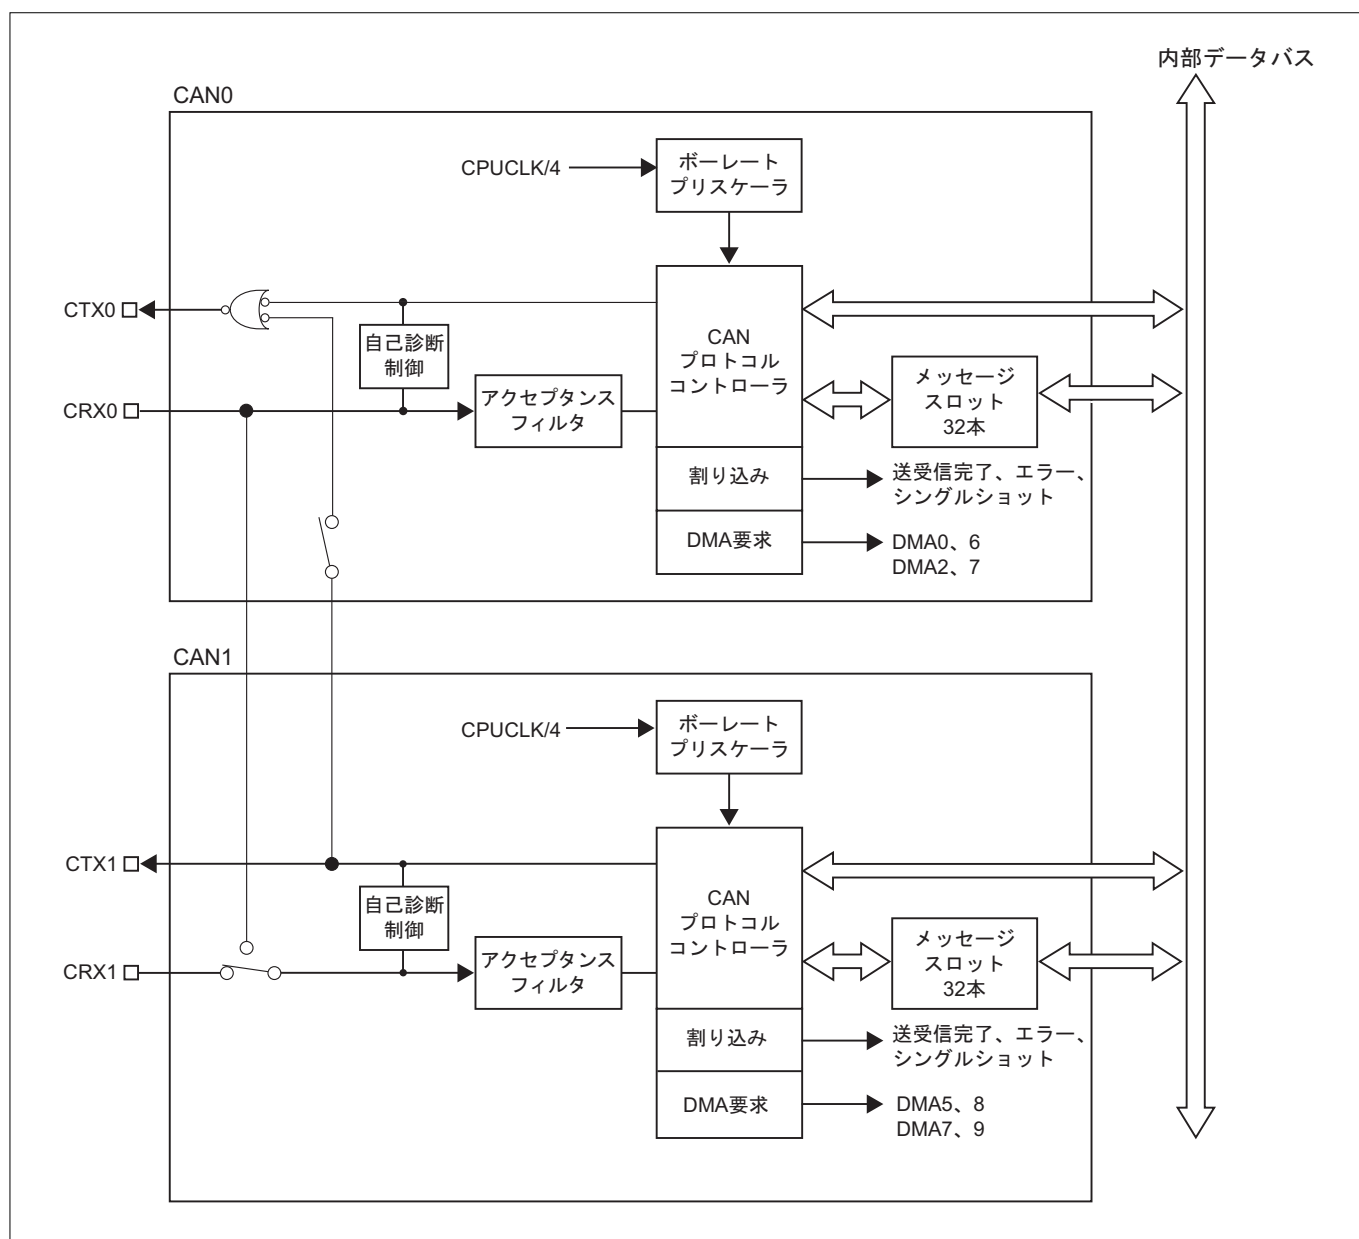 内部データバス
CAN0
CPUCLK/4
ボーレート
プリスケーラ
CTX0
自己診断
制御
CAN
プロトコル
コントローラ
CRX0
アクセプタンス
フィルタ
メッセージ
スロット
32本
割り込み
送受信完了、エラー、
シングルショット
DMA要求
DMA0、6
DMA2、7
CAN1
CPUCLK/4
ボーレート
プリスケーラ
CTX1
自己診断
制御
CAN
プロトコル
コントローラ
CRX1
アクセプタンス
フィルタ
メッセージ
スロット
32本
割り込み
送受信完了、エラー、
シングルショット
DMA要求
DMA5、8
DMA7、9